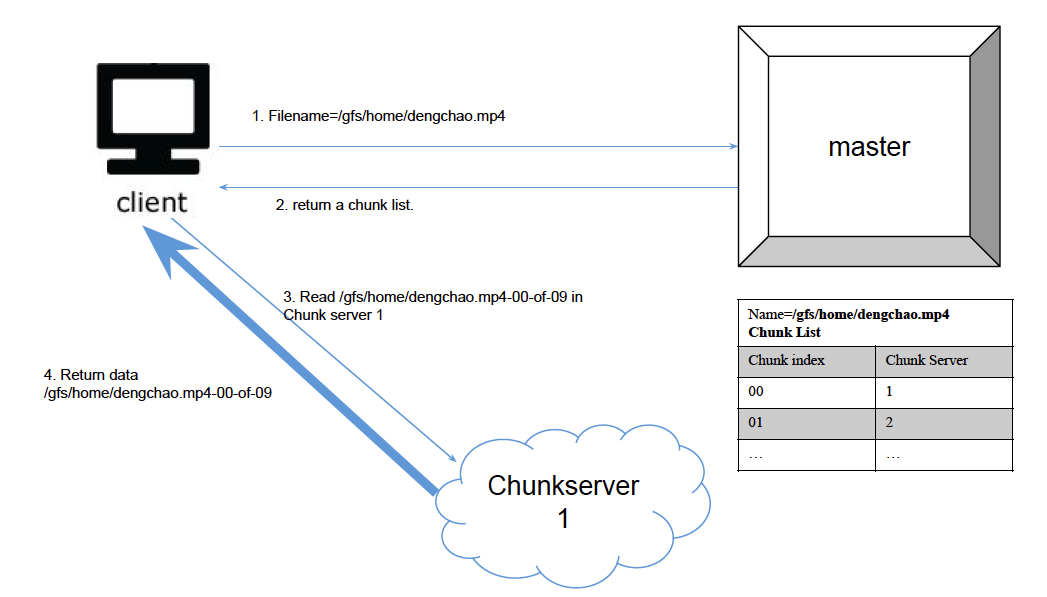 1. Filename=/gfs/home/dengchao.mp4
master
client
2. return a chunk list.
3. Read /gfs/home/dengchao.mp4-00-of-09 in
Chunk server 1
4. Return data
/gfs/home/dengchao.mp4-00-of-09
Name=/gfs/home/dengchao.mp4
Chunk List
Chunk index Chunk Server
00 1
01 2
… …
Chunkserver
1